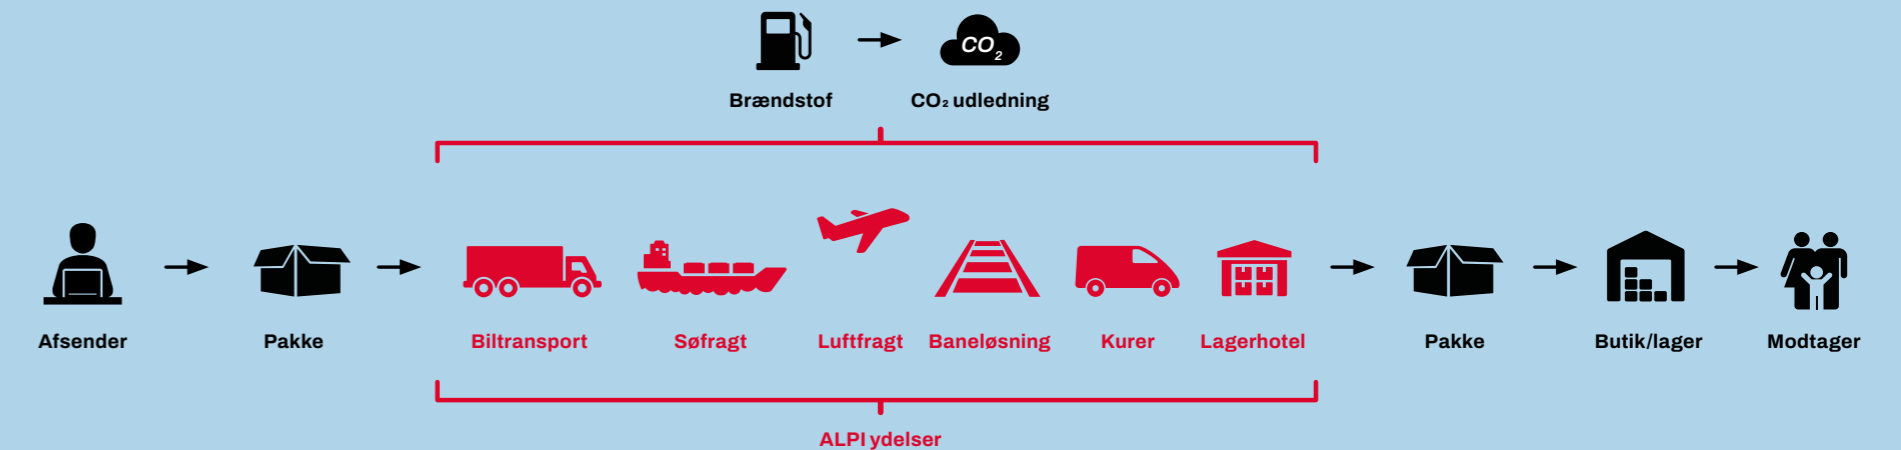 CO₂
Brændstof
CO₂ udledning
Afsender
Pakke
Biltransport
Søfragt
Luftfragt
Baneløsning
Kurer
Lagerhotel
Pakke
Butik/lager
Modtager
ALPI ydelser